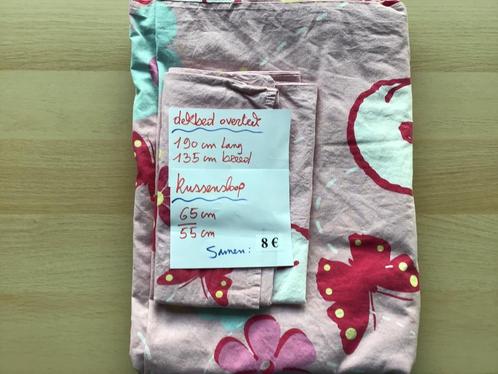 dekbed overtrek
190 cm lang
135 cm breed
kussensloop
65 cm
55 cm
Samen: 8 €